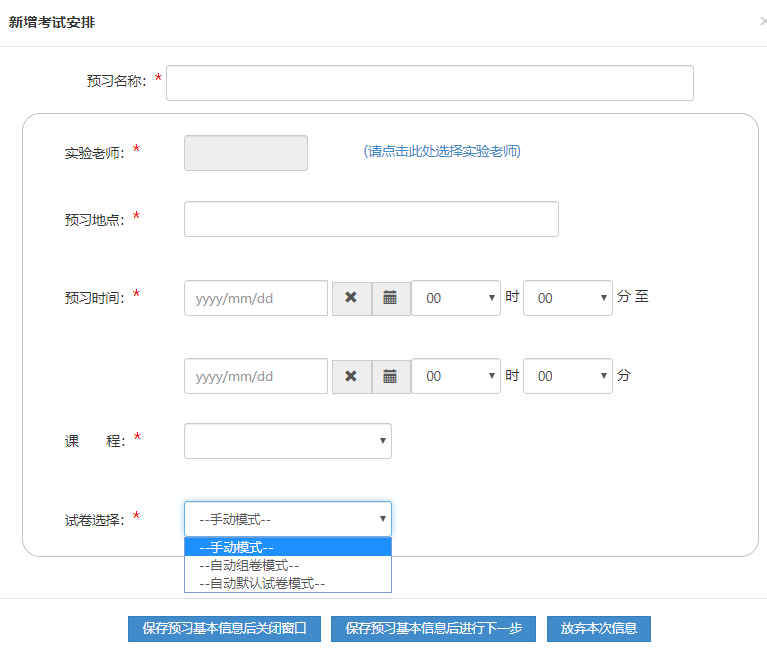 新增考试安排
×
预习名称: *
实验老师: * (请点击此处选择实验老师)
预习地点: *
预习时间: * yyyy/mm/dd 00 时 00 分 至
yyyy/mm/dd 00 时 00 分
课 程: *
试卷选择: * --手动模式--
--手动模式--
--自动组卷模式--
--自动默认试卷模式--
保存预习基本信息后关闭窗口 保存预习基本信息后进行下一步 放弃本次信息